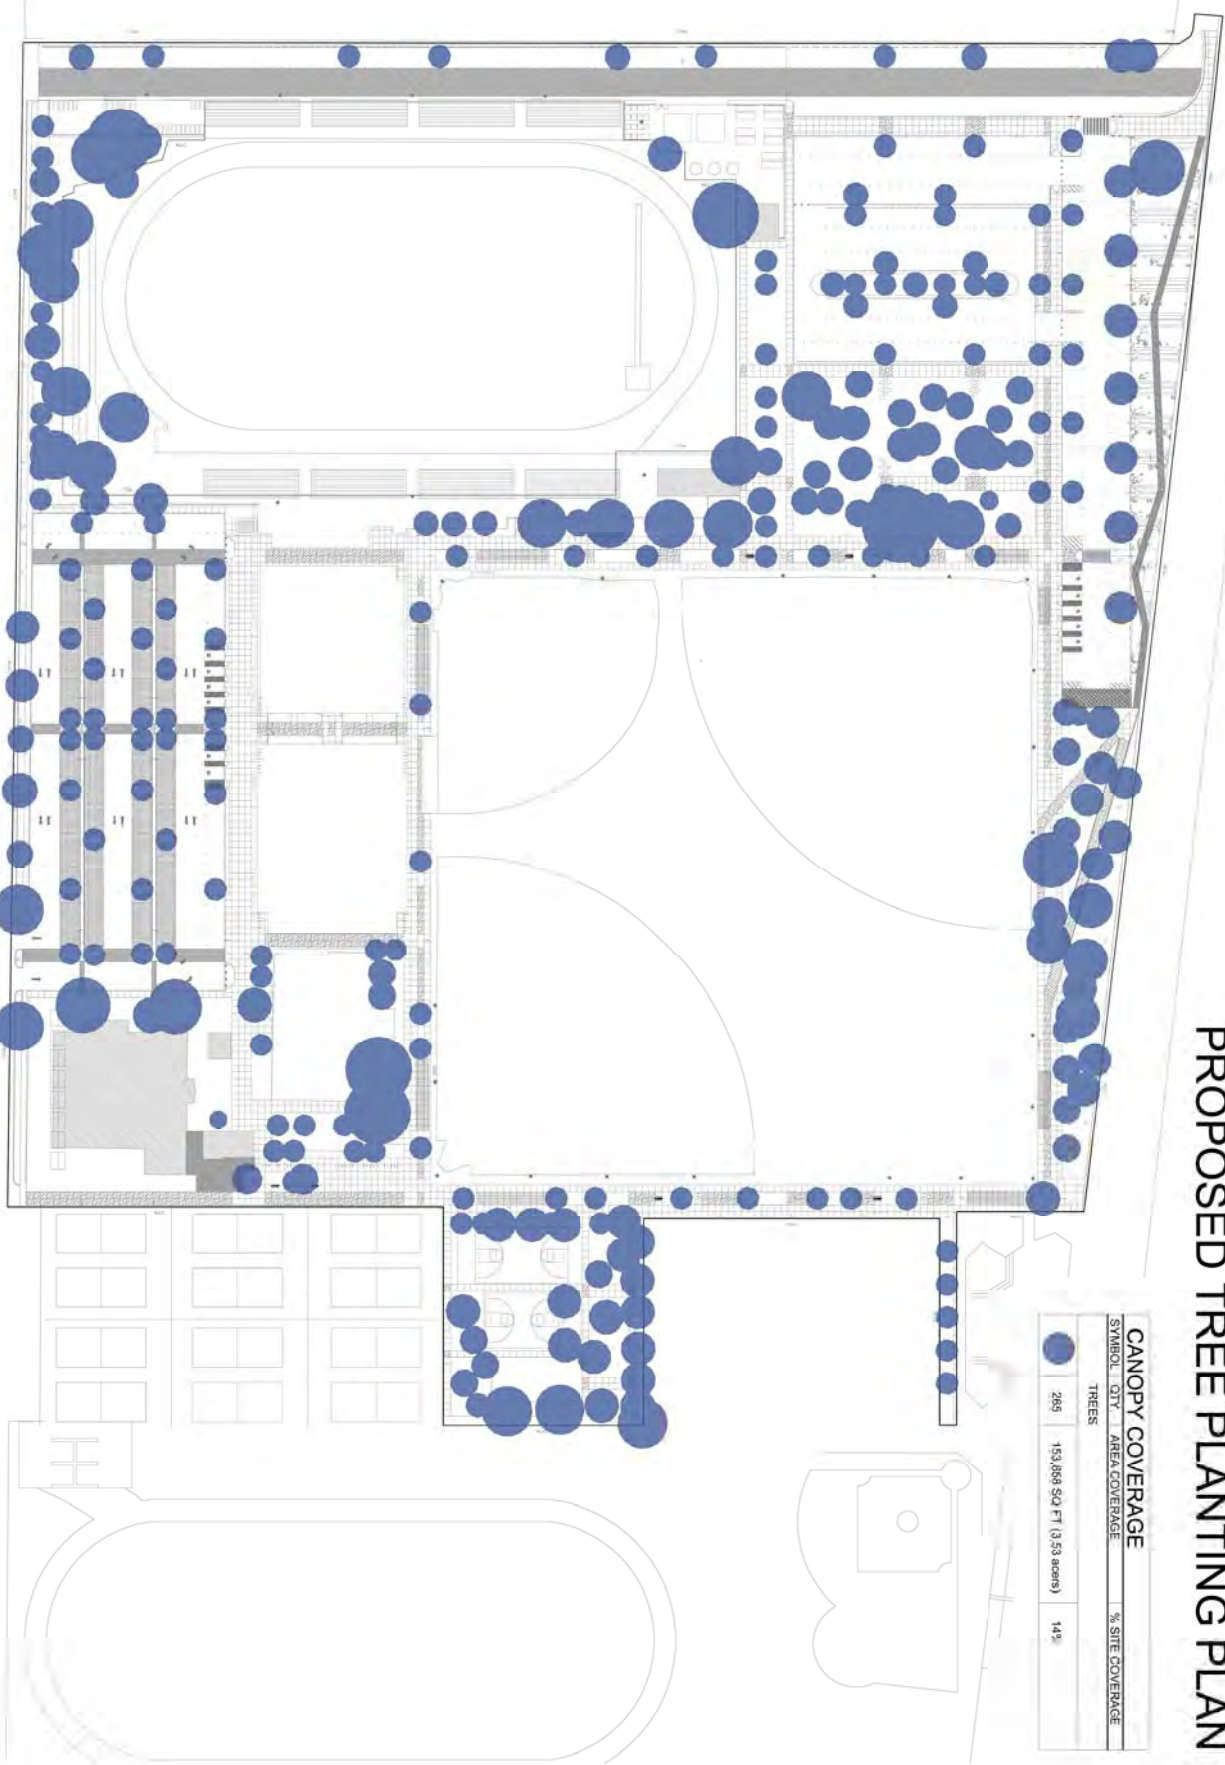 PROPOSED TREE PLANTING PLAN
CANOPY COVERAGE
SYMBOL QTY AREA COVERAGE % SITE COVERAGE
TREES
265 153,858 SQ FT (3.53 acers) 14%